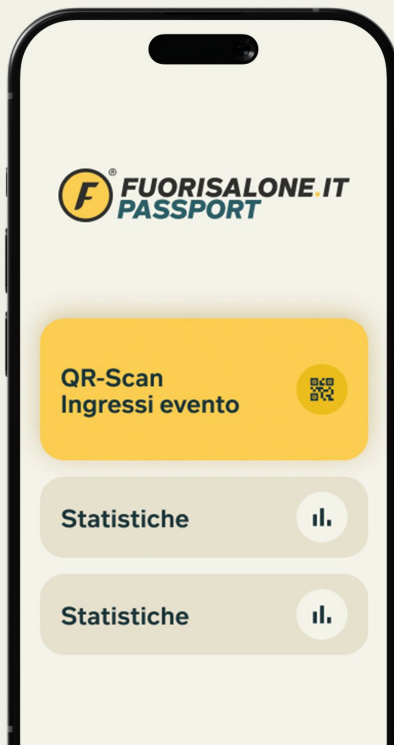 F®
FUORISALONE.IT
PASSPORT
QR-Scan
Ingressi evento
Statistiche
Statistiche